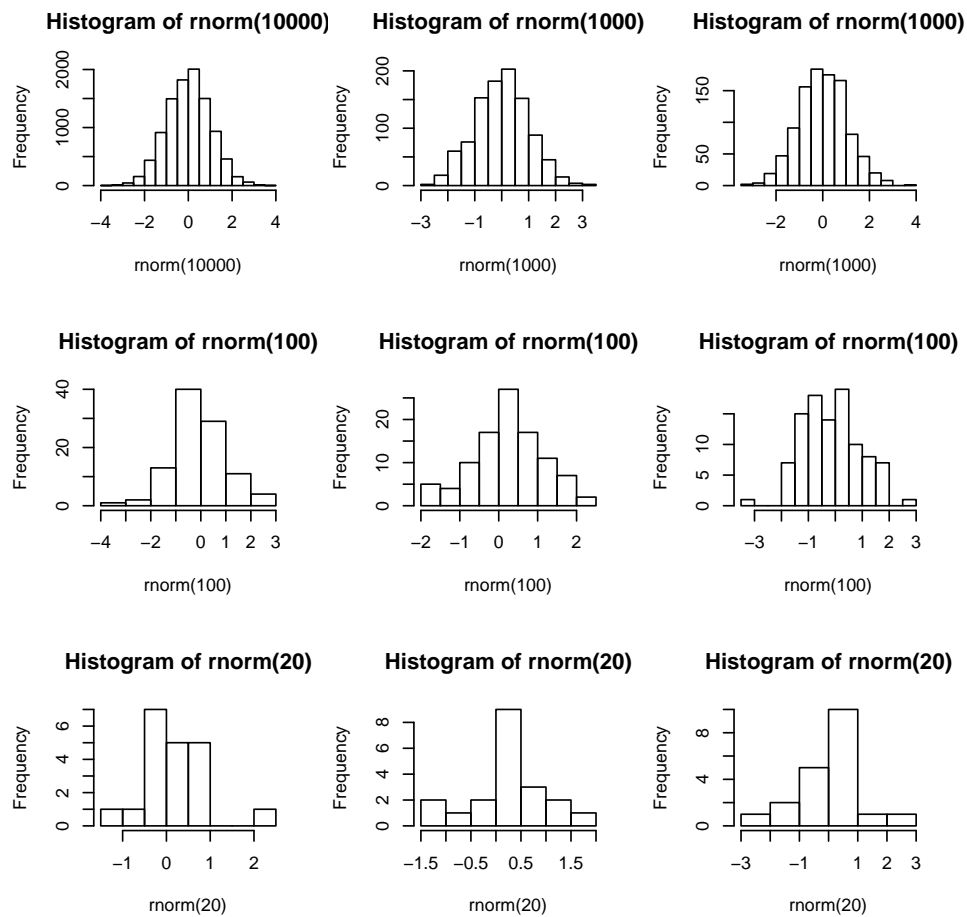 Histogram of rnorm(10000)
Frequency
0 1000 2000
−4 −2 0 2 4
rnorm(10000)
Histogram of rnorm(1000)
Frequency
0 100 200
−3 −1 0 1 2 3
rnorm(1000)
Histogram of rnorm(1000)
Frequency
0 50 150
−2 0 2 4
rnorm(1000)
Histogram of rnorm(100)
Frequency
0 20 40
−4 −2 0 1 2 3
rnorm(100)
Histogram of rnorm(100)
Frequency
0 10 20
−2 −1 0 1 2
rnorm(100)
Histogram of rnorm(100)
Frequency
0 5 10
−3 −1 0 1 2 3
rnorm(100)
Histogram of rnorm(20)
Frequency
0 2 4 6
−1 0 1 2
rnorm(20)
Histogram of rnorm(20)
Frequency
0 2 4 6 8
−1.5 −0.5 0.5 1.5
rnorm(20)
Histogram of rnorm(20)
Frequency
0 4 8
−3 −1 0 1 2 3
rnorm(20)